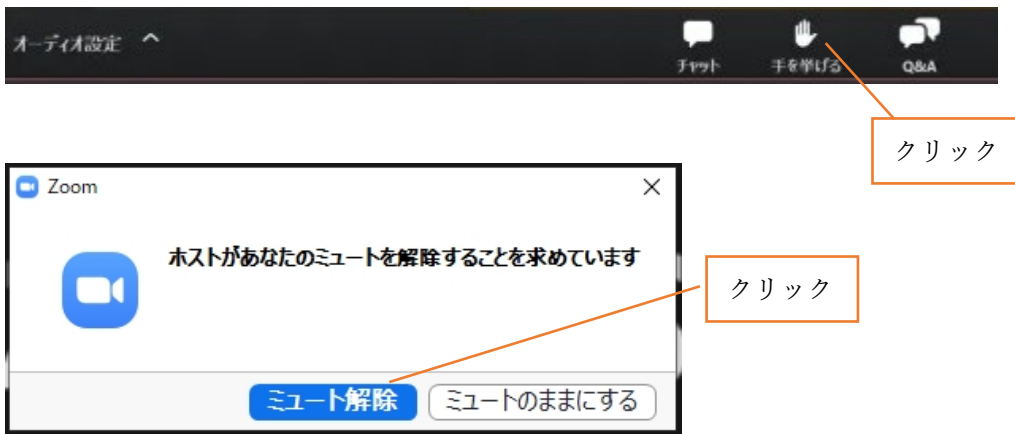 オーディオ設定
チャット
手を挙げる
Q&A
クリック
Zoom
ホストがあなたのミュートを解除することを求めています
クリック
ミュート解除
ミュートのままにする